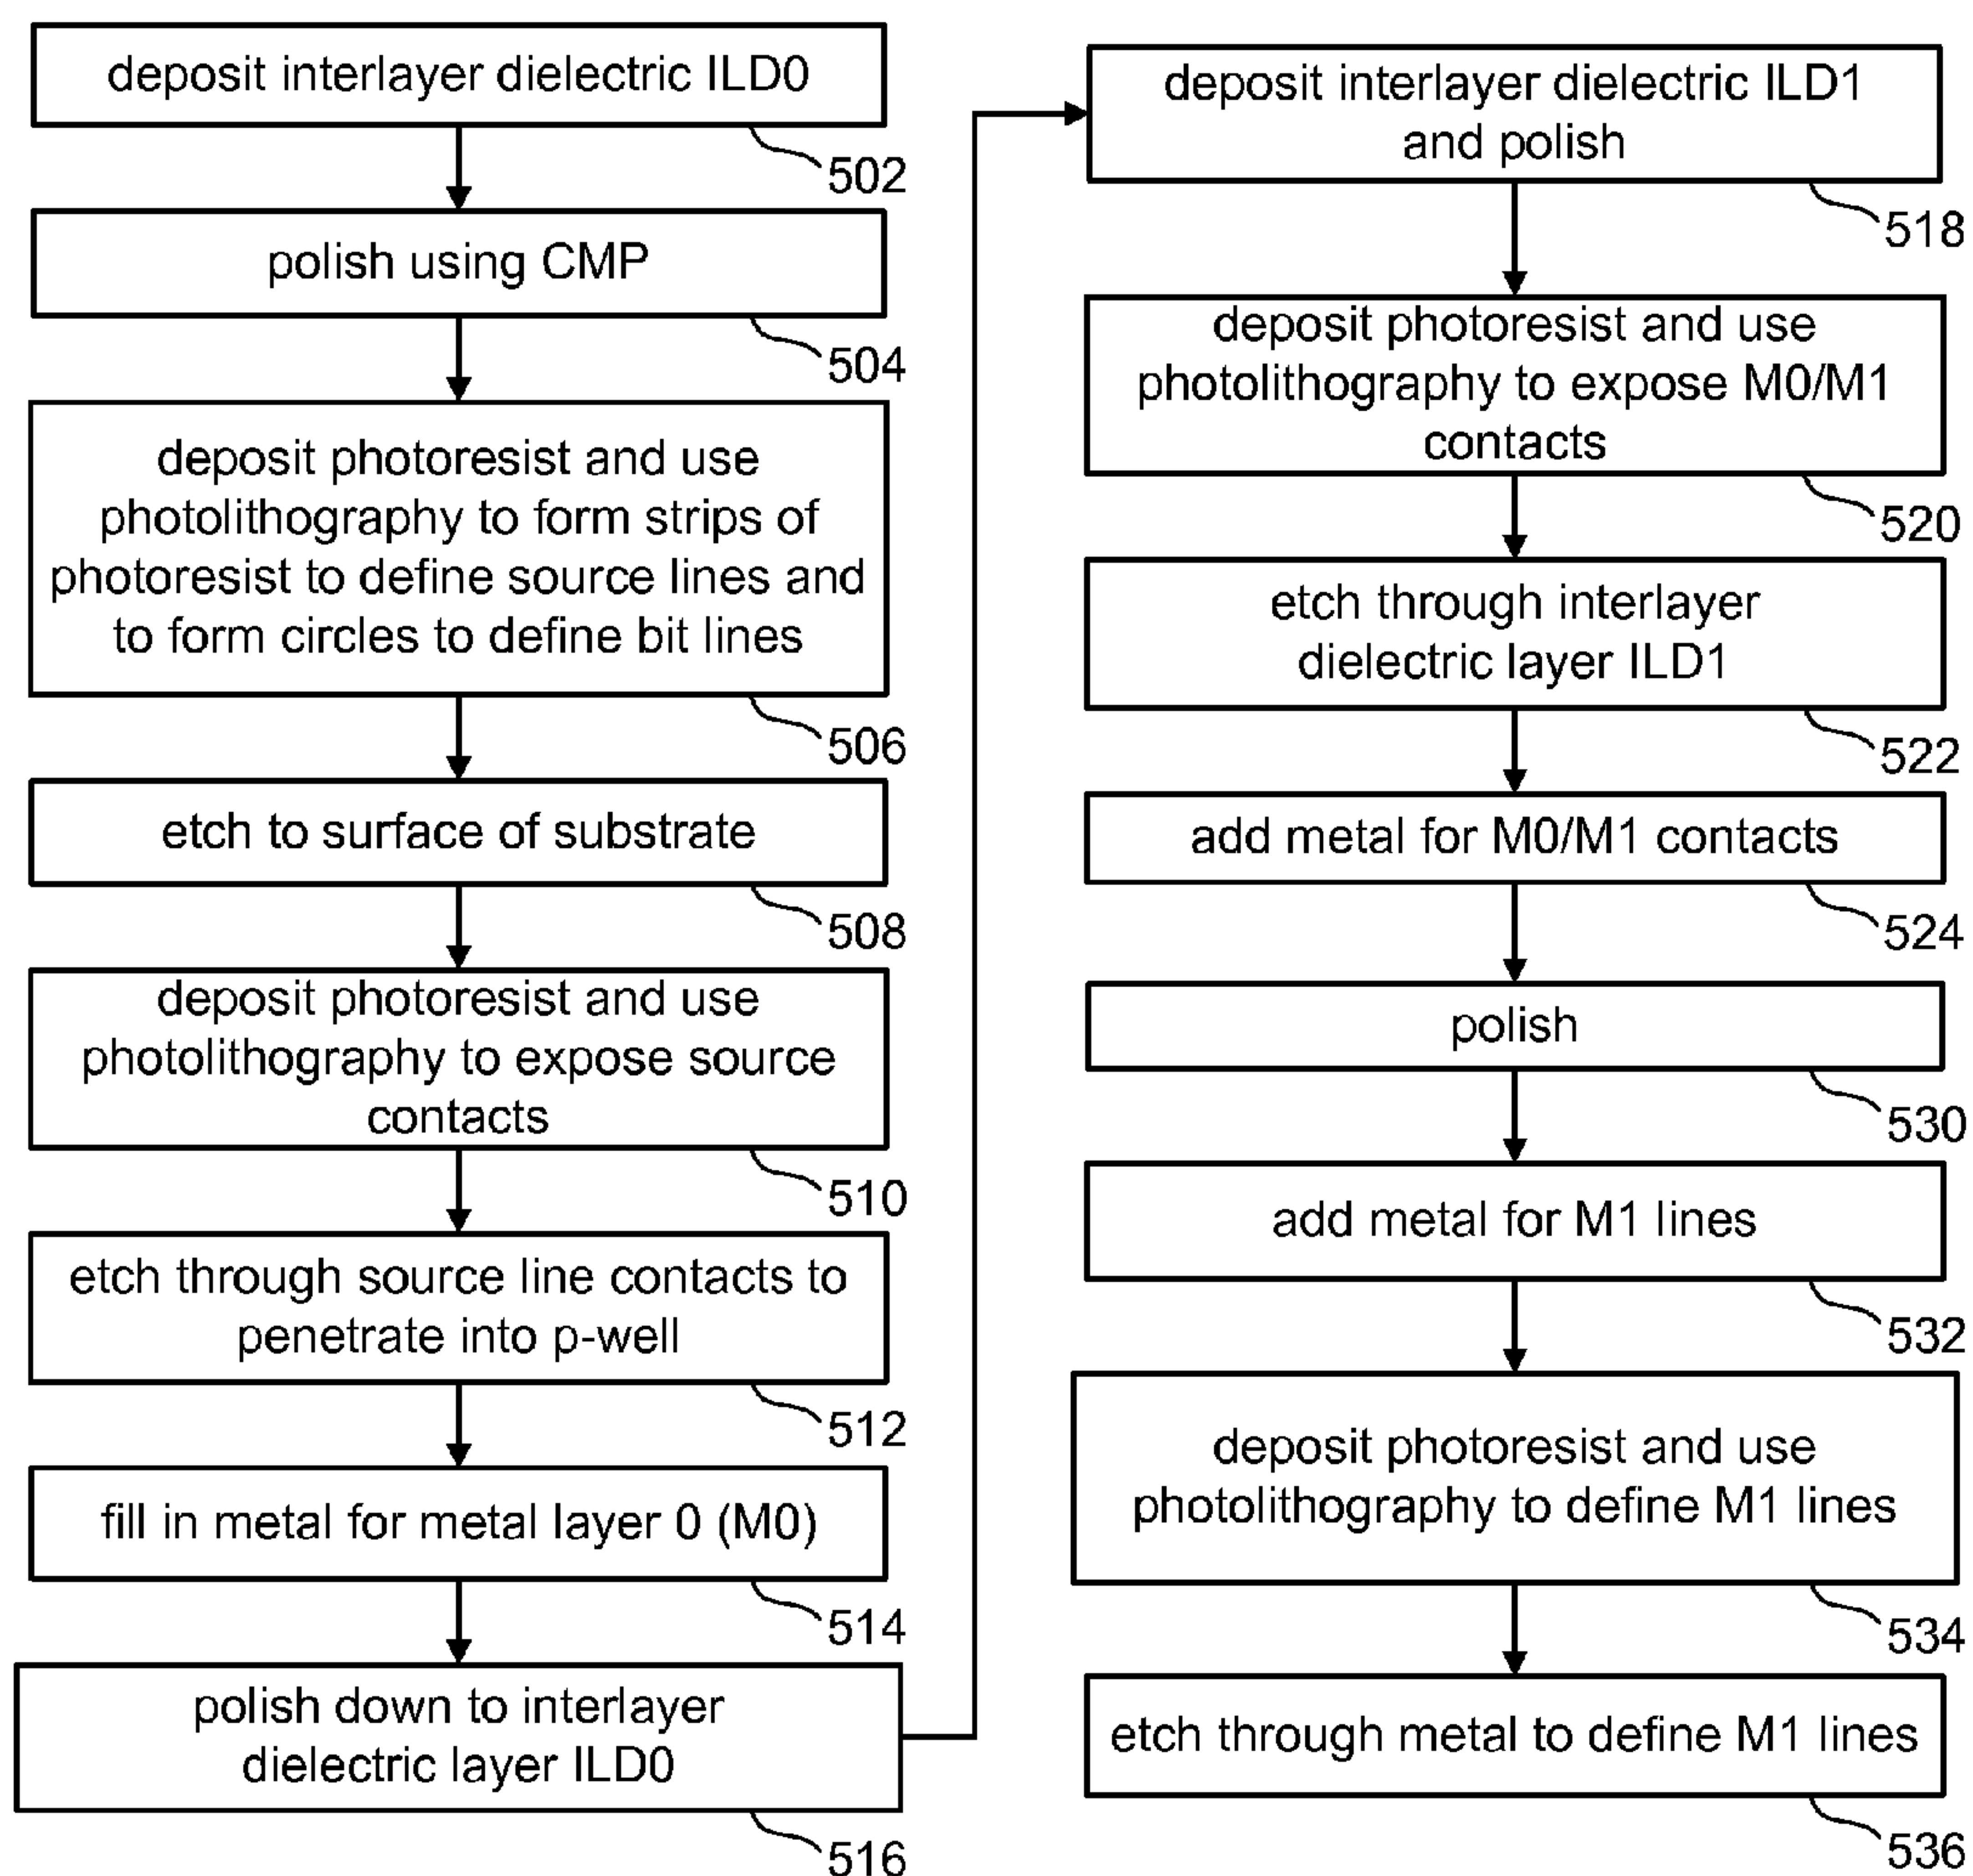 deposit interlayer dielectric ILD0
502
polish using CMP
504
deposit photoresist and use
photolithography to form strips of
photoresist to define source lines and
to form circles to define bit lines
506
etch to surface of substrate
508
deposit photoresist and use
photolithography to expose source
contacts
510
etch through source line contacts to
penetrate into p-well
512
fill in metal for metal layer 0 (M0)
514
polish down to interlayer
dielectric layer ILD0
516
deposit interlayer dielectric ILD1
and polish
518
deposit photoresist and use
photolithography to expose M0/M1
contacts
520
etch through interlayer
dielectric layer ILD1
522
add metal for M0/M1 contacts
524
polish
530
add metal for M1 lines
532
deposit photoresist and use
photolithography to define M1 lines
534
etch through metal to define M1 lines
536